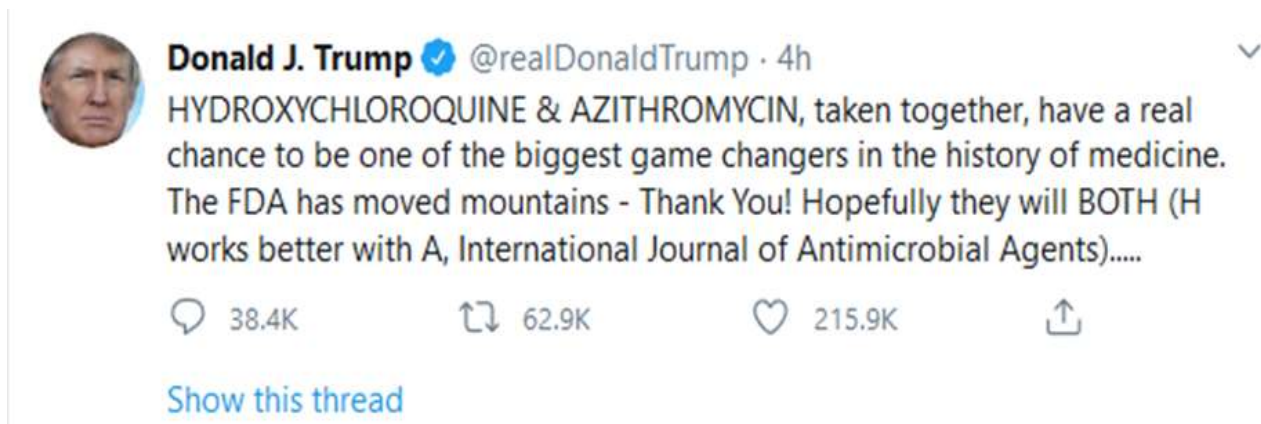 Donald J. Trump @realDonaldTrump · 4h
HYDROXYCHLOROQUINE & AZITHROMYCIN, taken together, have a real
chance to be one of the biggest game changers in the history of medicine.
The FDA has moved mountains - Thank You! Hopefully they will BOTH (H
works better with A, International Journal of Antimicrobial Agents).....
38.4K 62.9K 215.9K
Show this thread